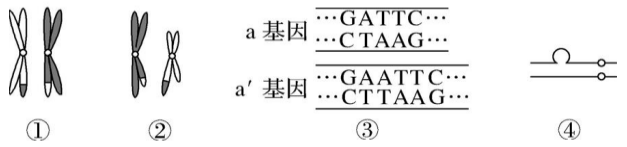 a 基因 ···GATTC···
···CTAAG···
a′ 基因 ···GAATTC···
···CTTAAG···
① ② ③ ④